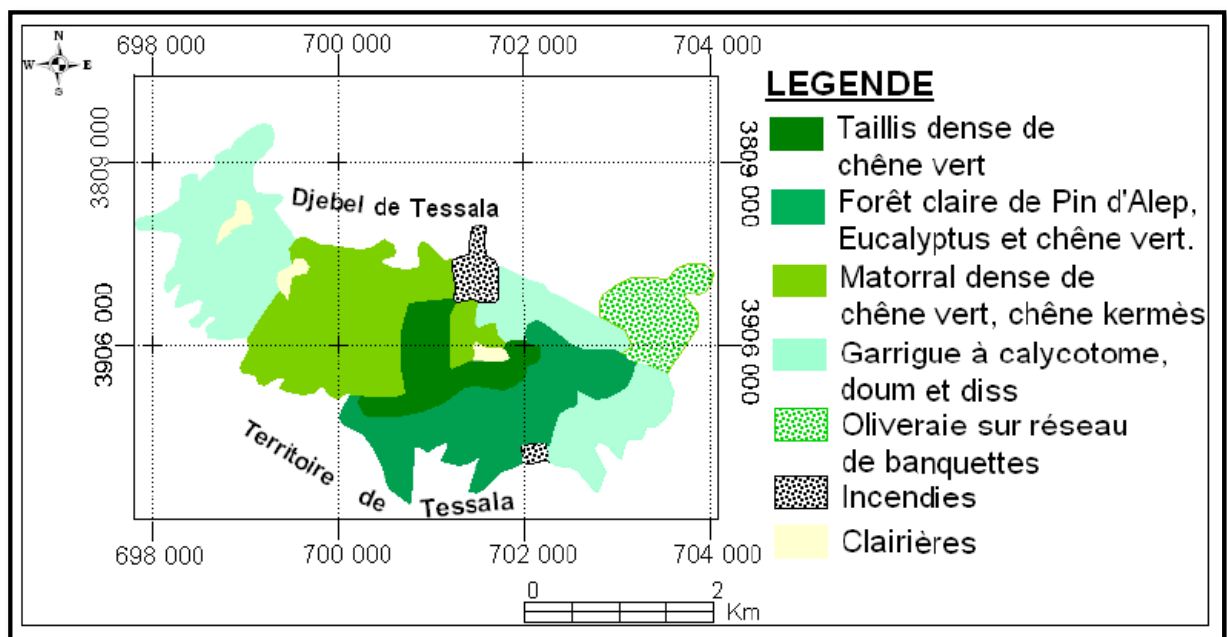 N
W E
S
698 000 700 000 702 000 704 000
3809 000
3809 000
Djebel de Tessala
3906 000
3906 000
Territoire de Tessala
698 000 700 000 702 000 704 000
0 2
Km
LEGENDE
Taillis dense de
chêne vert
Forêt claire de Pin d'Alep,
Eucalyptus et chêne vert.
Matorral dense de
chêne vert, chêne kermès
Garrigue à calycotome,
doum et diss
Oliveraie sur réseau
de banquettes
Incendies
Clairières